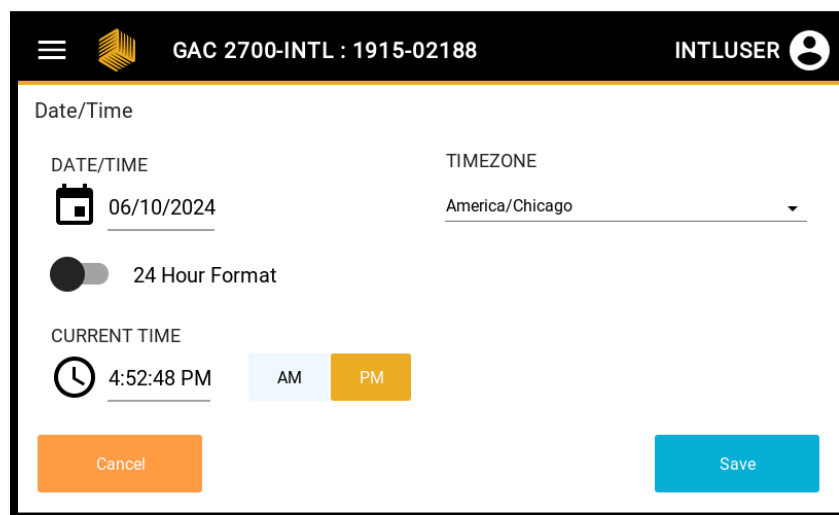 GAC 2700-INTL : 1915-02188
INTLUSER
Date/Time
DATE/TIME
06/10/2024
TIMEZONE
America/Chicago
24 Hour Format
CURRENT TIME
4:52:48 PM
AM
PM
Cancel
Save